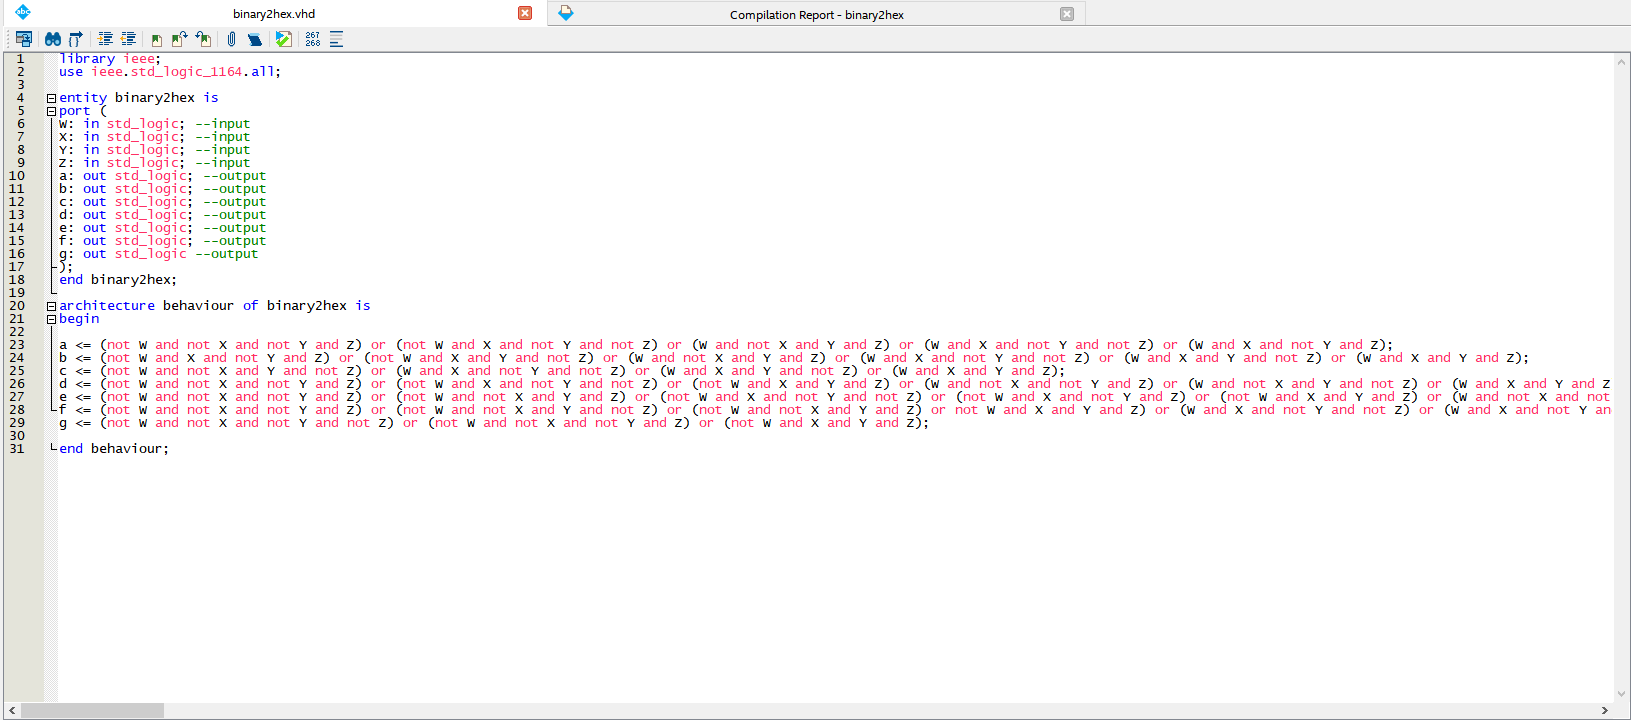 binary2hex.vhd
Compilation Report - binary2hex
267
268
1 library ieee;
2 use ieee.std_logic_1164.all;
3
4 entity binary2hex is
5 port (
6 W: in std_logic; --input
7 X: in std_logic; --input
8 Y: in std_logic; --input
9 Z: in std_logic; --input
10 a: out std_logic; --output
11 b: out std_logic; --output
12 c: out std_logic; --output
13 d: out std_logic; --output
14 e: out std_logic; --output
15 f: out std_logic; --output
16 g: out std_logic --output
17 );
18 end binary2hex;
19
20 architecture behaviour of binary2hex is
21 begin
22
23 a <= (not W and not X and not Y and Z) or (not W and X and not Y and not Z) or (W and not X and Y and Z) or (W and X and not Y and not Z) or (W and X and not Y and Z);
24 b <= (not W and X and not Y and Z) or (not W and X and Y and not Z) or (W and not X and Y and Z) or (W and X and not Y and not Z) or (W and X and Y and not Z) or (W and X and Y and Z);
25 c <= (not W and not X and Y and not Z) or (W and X and not Y and not Z) or (W and X and Y and not Z) or (W and X and Y and Z);
26 d <= (not W and not X and not Y and Z) or (not W and X and not Y and not Z) or (not W and X and Y and Z) or (W and not X and not Y and Z) or (W and not X and Y and not Z) or (W and X and Y and Z
27 e <= (not W and not X and not Y and Z) or (not W and not X and Y and Z) or (not W and X and not Y and not Z) or (not W and X and not Y and Z) or (not W and X and Y and Z) or (W and not X and not
28 f <= (not W and not X and not Y and Z) or (not W and not X and Y and not Z) or (not W and not X and Y and Z) or not W and X and Y and Z) or (W and X and not Y and not Z) or (W and X and not Y an
29 g <= (not W and not X and not Y and not Z) or (not W and not X and not Y and Z) or (not W and X and Y and Z);
30
31 end behaviour;